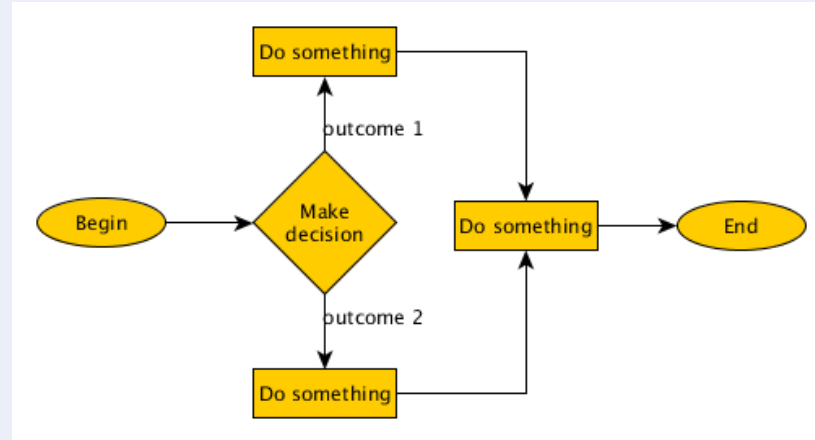 Do something
outcome 1
Begin
Make
decision
Do something
End
outcome 2
Do something